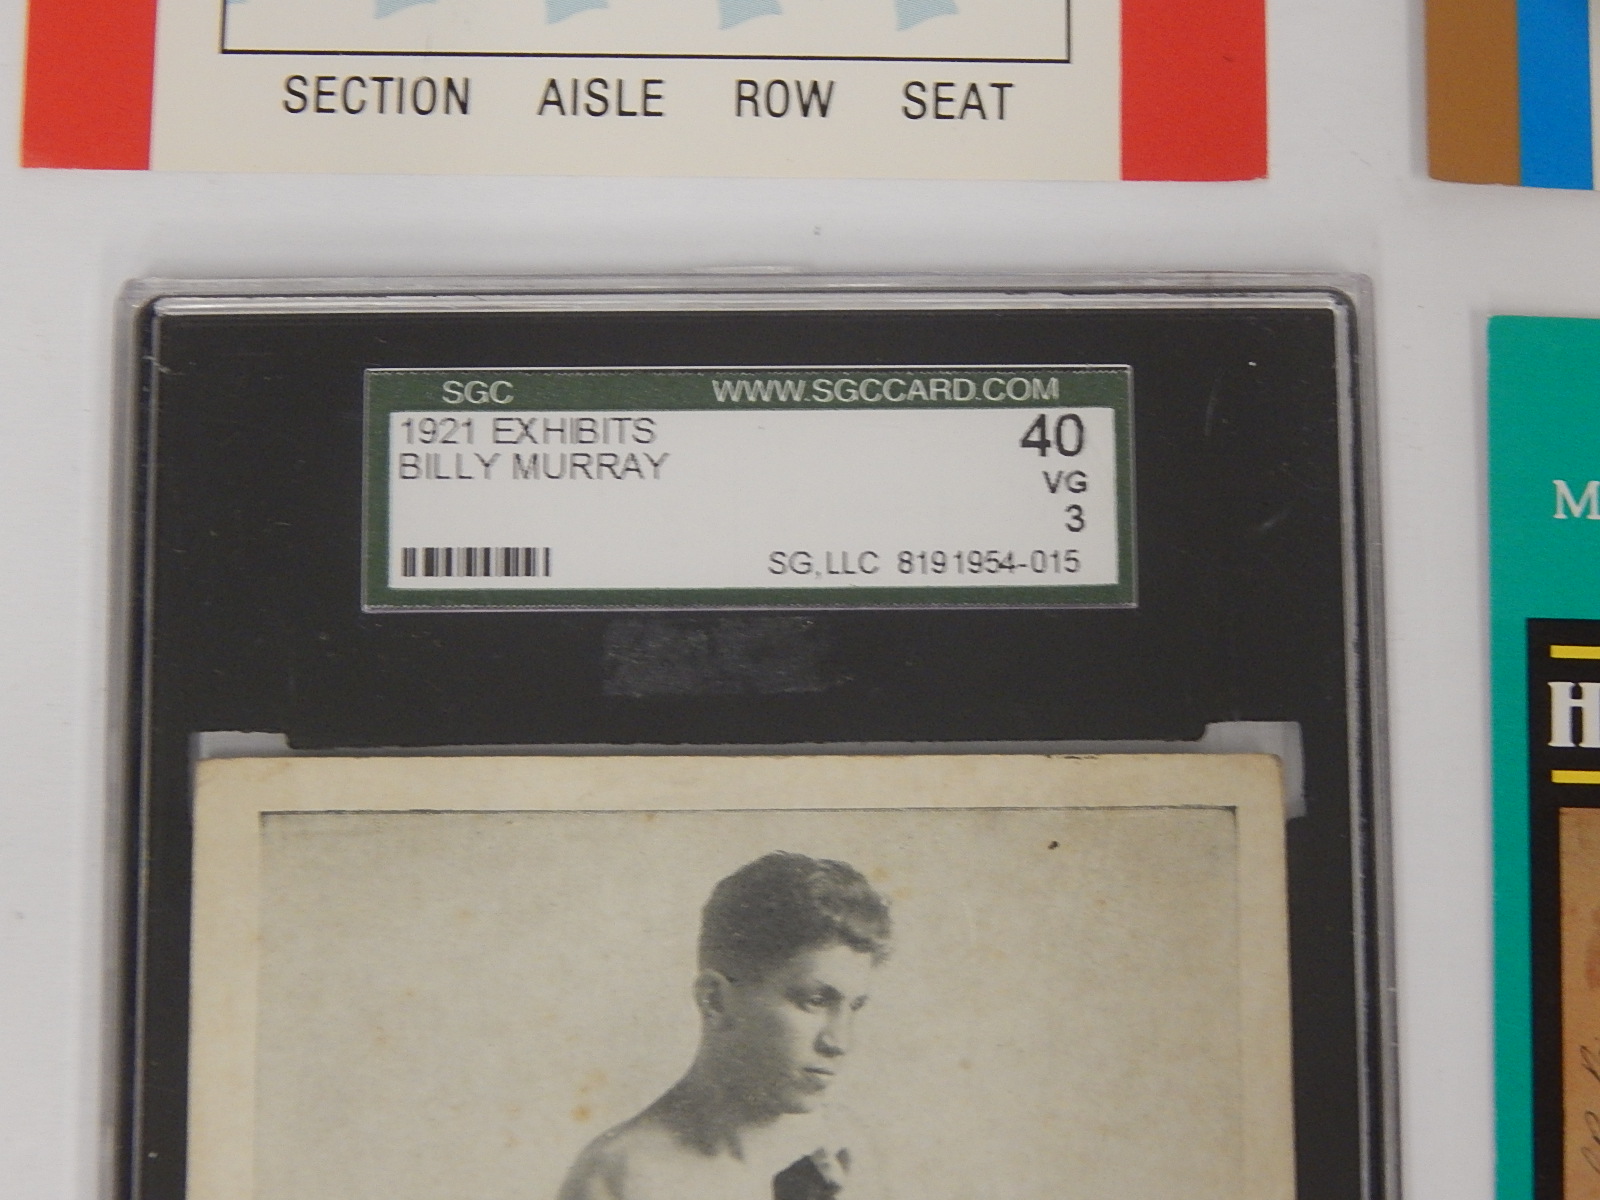 SECTION AISLE ROW SEAT
SGC WWW.SGCCARD.COM
1921 EXHIBITS 40
BILLY MURRAY VG
3
SG,LLC 8191954-015
M
H